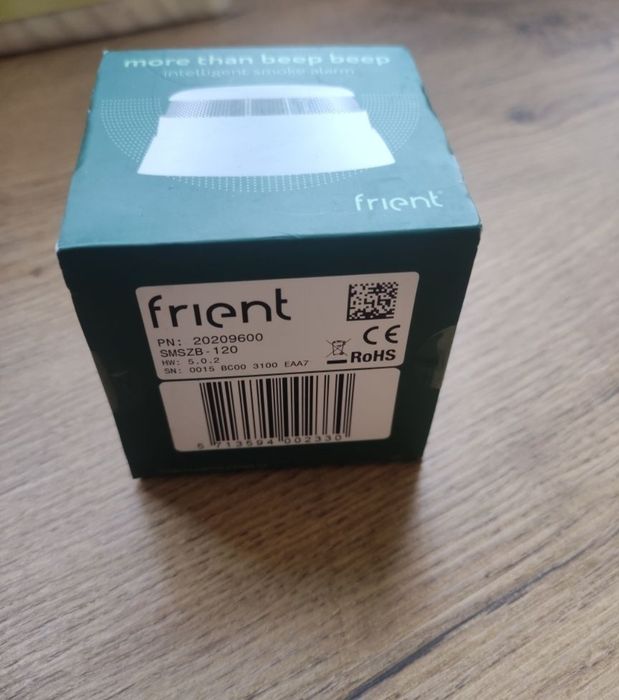 more than beep beep
intelligent smoke alarm
frient
frient
PN: 20209600
SMSZB-120
HW: 5.0.2
SN: 0015 BC00 3100 EAA7
CE
RoHS
5 713594 002330